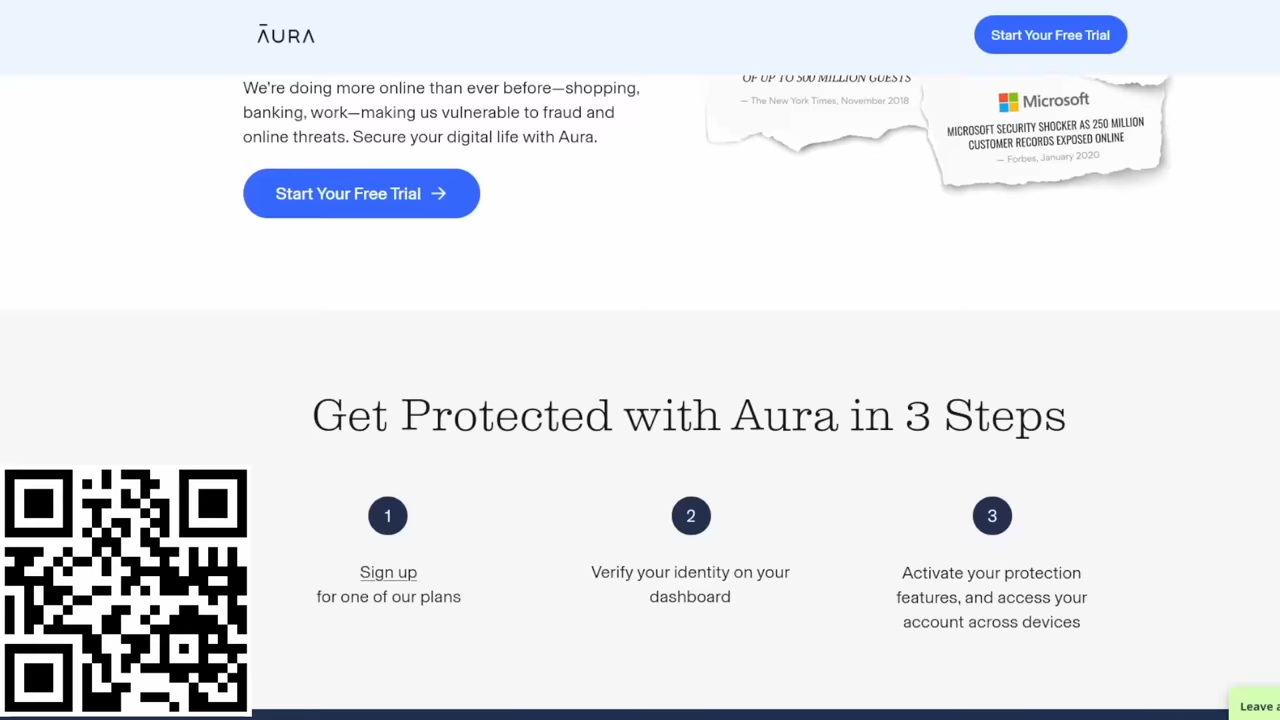 ĀURA
Start Your Free Trial
OF UP TO 500 MILLION GUESTS
— The New York Times, November 2018
Microsoft
MICROSOFT SECURITY SHOCKER AS 250 MILLION
CUSTOMER RECORDS EXPOSED ONLINE
— Forbes, January 2020
We're doing more online than ever before—shopping,
banking, work—making us vulnerable to fraud and
online threats. Secure your digital life with Aura.
Start Your Free Trial →
Get Protected with Aura in 3 Steps
1
Sign up
for one of our plans
2
Verify your identity on your
dashboard
3
Activate your protection
features, and access your
account across devices
Leave a